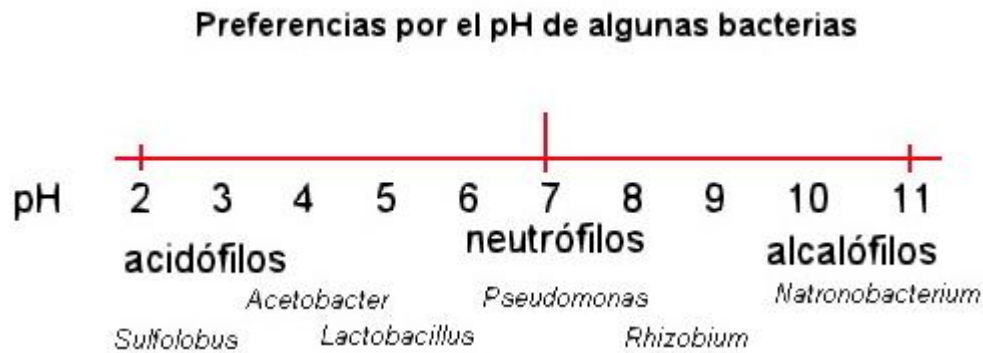 Preferencias por el pH de algunas bacterias
pH 2 3 4 5 6 7 8 9 10 11
acidófilos neutrófilos alcalófilos
Acetobacter Pseudomonas Natronobacterium
Sulfolobus Lactobacillus Rhizobium